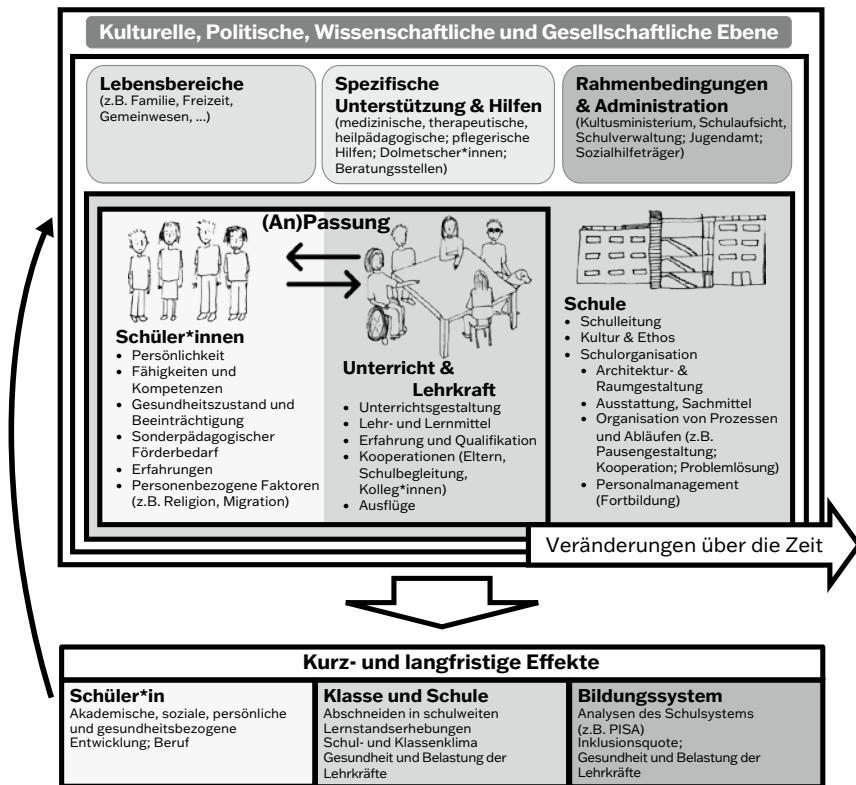 Kulturelle, Politische, Wissenschaftliche und Gesellschaftliche Ebene
Lebensbereiche
(z.B. Familie, Freizeit,
Gemeinwesen, ...)
Spezifische
Unterstützung & Hilfen
(medizinische, therapeutische,
heilpädagogische; pflegerische
Hilfen; Dolmetscher*innen;
Beratungsstellen)
Rahmenbedingungen
& Administration
(Kultusministerium, Schulaufsicht,
Schulverwaltung; Jugendamt;
Sozialhilfeträger)
(An)Passung
Schüler*innen
• Persönlichkeit
• Fähigkeiten und
Kompetenzen
• Gesundheitszustand und
Beeinträchtigung
• Sonderpädagogischer
Förderbedarf
• Erfahrungen
• Personenbezogene Faktoren
(z.B. Religion, Migration)
Unterricht &
Lehrkraft
• Unterrichtsgestaltung
• Lehr- und Lernmittel
• Erfahrung und Qualifikation
• Kooperationen (Eltern,
Schulbegleitung,
Kolleg*innen)
• Ausflüge
Schule
• Schulleitung
• Kultur & Ethos
• Schulorganisation
• Architektur- &
Raumgestaltung
• Ausstattung, Sachmittel
• Organisation von Prozessen
und Abläufen (z.B.
Pausengestaltung;
Kooperation; Problemlösung)
• Personalmanagement
(Fortbildung)
Veränderungen über die Zeit
Kurz- und langfristige Effekte
Schüler*in
Akademische, soziale, persönliche
und gesundheitsbezogene
Entwicklung; Beruf
Klasse und Schule
Abschneiden in schulweiten
Lernstandserhebungen
Schul- und Klassenklima
Gesundheit und Belastung der
Lehrkräfte
Bildungssystem
Analysen des Schulsystems
(z.B. PISA)
Inklusionsquote;
Gesundheit und Belastung der
Lehrkräfte